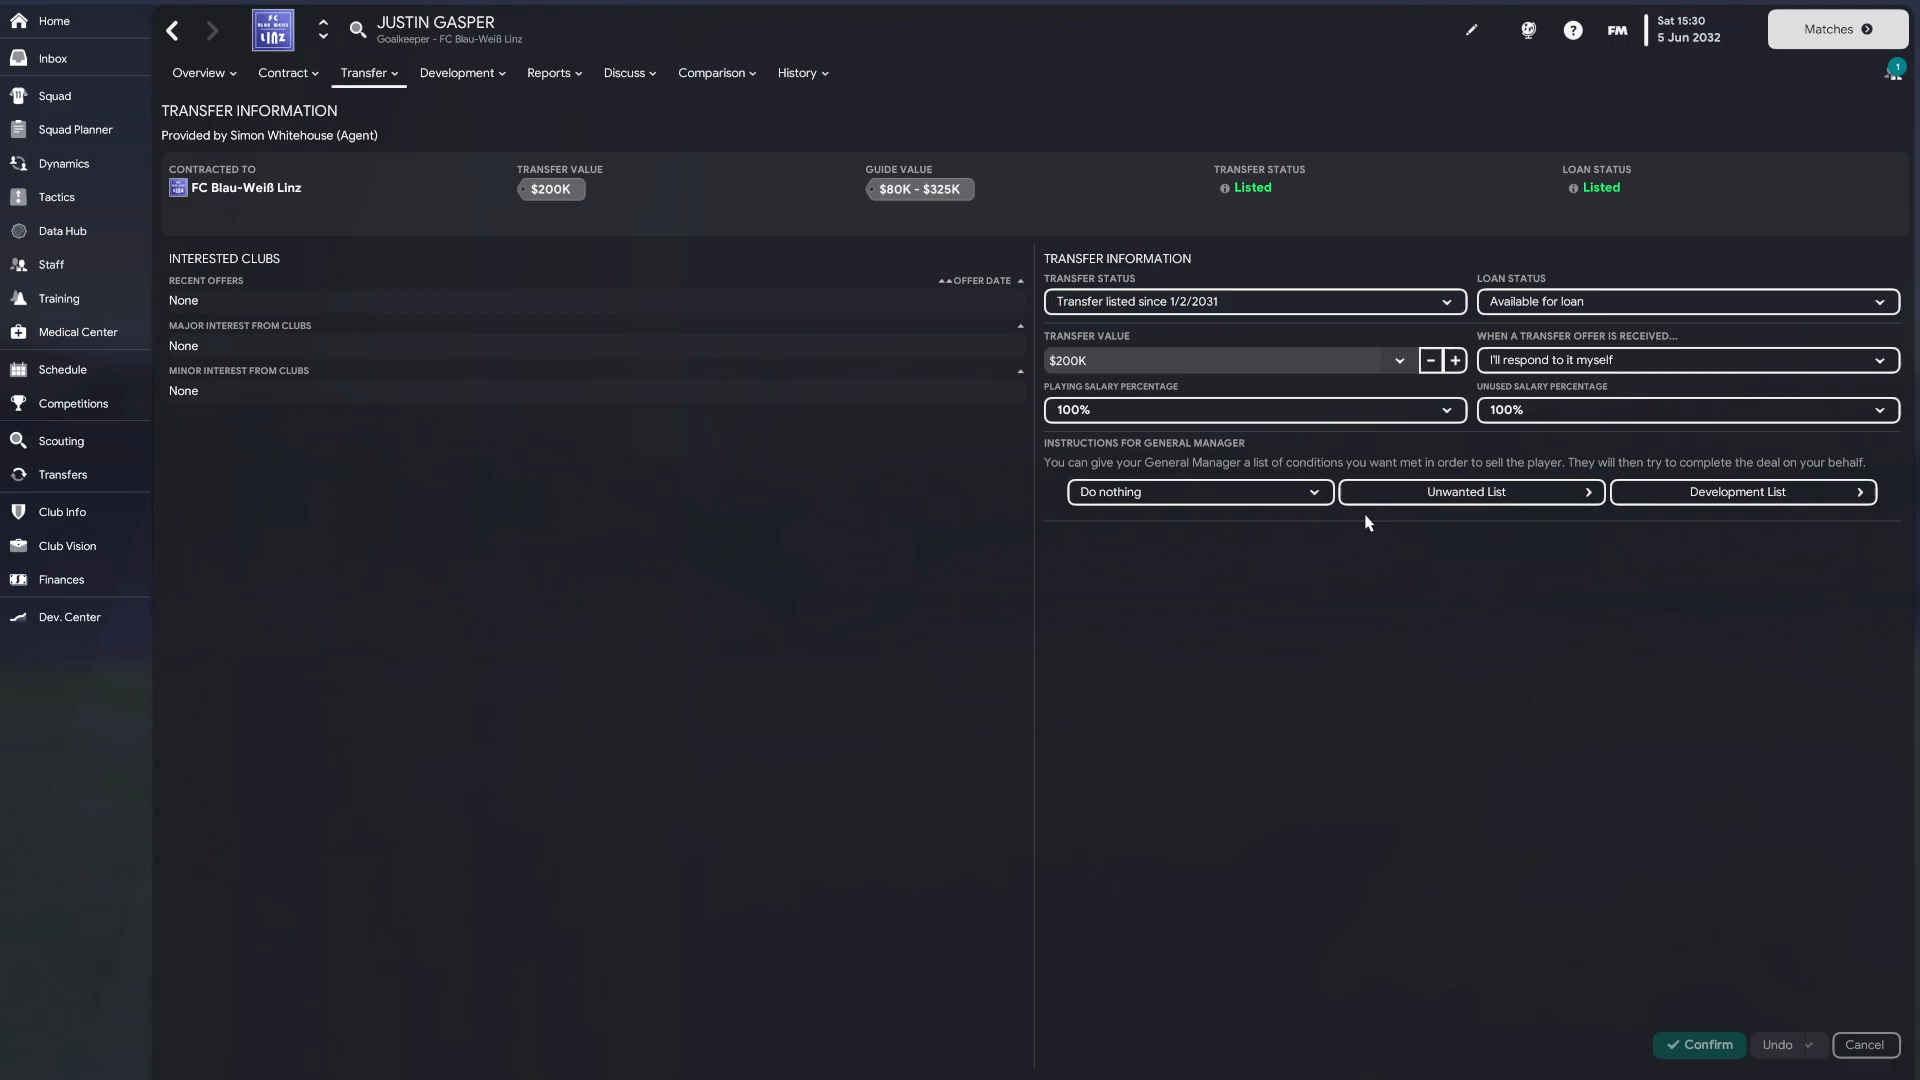 Home
Inbox
Squad
Squad Planner
Dynamics
Tactics
Data Hub
Staff
Training
Medical Center
Schedule
Competitions
Scouting
Transfers
Club Info
Club Vision
Finances
Dev. Center
FC
BLAU WEISS
LINZ
JUSTIN GASPER
Goalkeeper - FC Blau-Weiß Linz
FM
Sat 15:30
5 Jun 2032
Matches
1
Overview
Contract
Transfer
Development
Reports
Discuss
Comparison
History
TRANSFER INFORMATION
Provided by Simon Whitehouse (Agent)
CONTRACTED TO
FC Blau-Weiß Linz
TRANSFER VALUE
$200K
GUIDE VALUE
$80K - $325K
TRANSFER STATUS
Listed
LOAN STATUS
Listed
INTERESTED CLUBS
RECENT OFFERS
OFFER DATE
None
MAJOR INTEREST FROM CLUBS
None
MINOR INTEREST FROM CLUBS
None
TRANSFER INFORMATION
TRANSFER STATUS
Transfer listed since 1/2/2031
LOAN STATUS
Available for loan
TRANSFER VALUE
$200K
- +
WHEN A TRANSFER OFFER IS RECEIVED...
I'll respond to it myself
PLAYING SALARY PERCENTAGE
100%
UNUSED SALARY PERCENTAGE
100%
INSTRUCTIONS FOR GENERAL MANAGER
You can give your General Manager a list of conditions you want met in order to sell the player. They will then try to complete the deal on your behalf.
Do nothing
Unwanted List
Development List
Confirm
Undo
Cancel